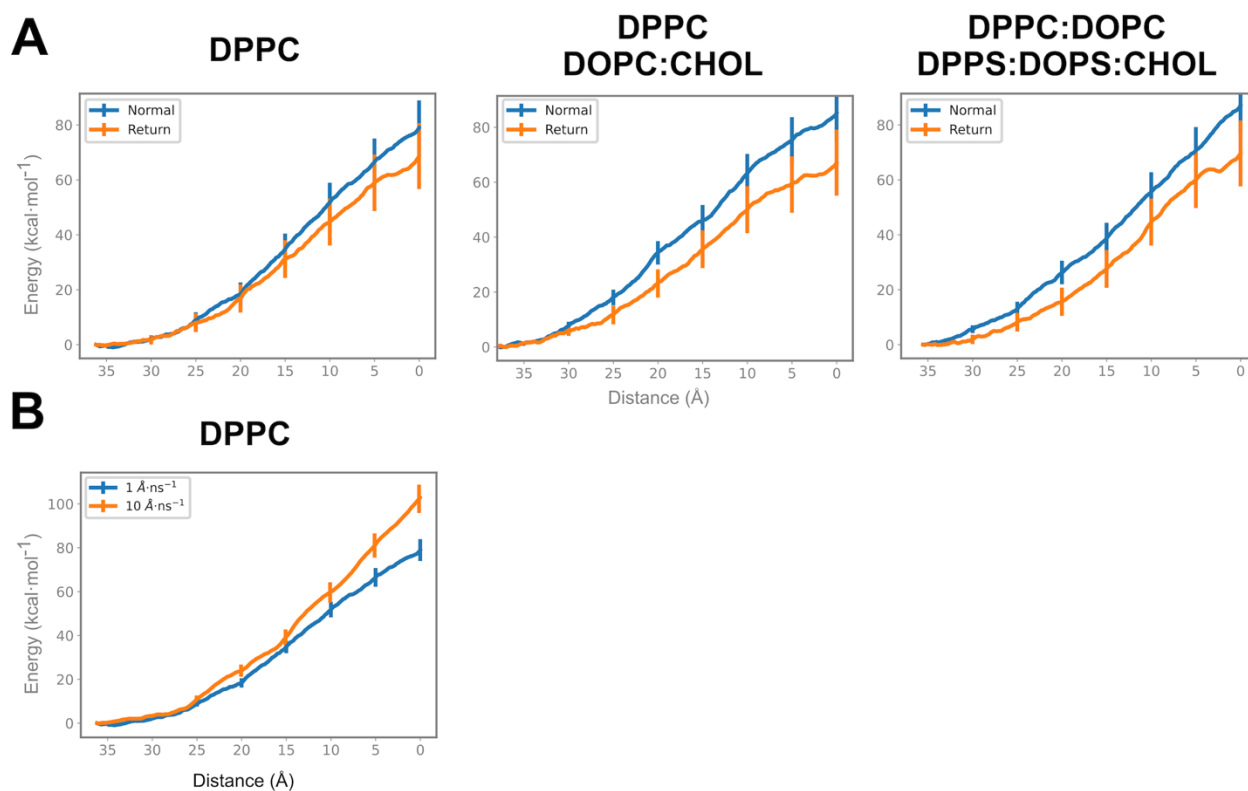 A
DPPC
DPPC
DOPC:CHOL
DPPC:DOPC
DPPS:DOPS:CHOL
Energy (kcal·mol⁻¹)
80
60
40
20
0
Normal
Return
35 30 25 20 15 10 5 0
80
60
40
20
0
Normal
Return
35 30 25 20 15 10 5 0
Distance (Å)
80
60
40
20
0
Normal
Return
35 30 25 20 15 10 5 0
B
DPPC
Energy (kcal·mol⁻¹)
100
80
60
40
20
0
1 Å·ns⁻¹
10 Å·ns⁻¹
35 30 25 20 15 10 5 0
Distance (Å)